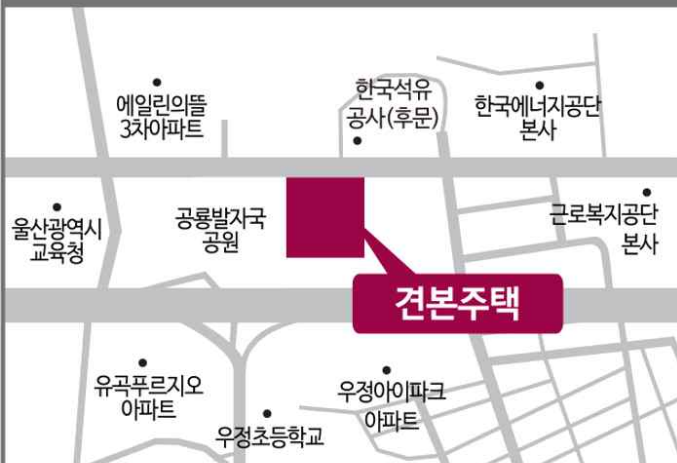 에일린의뜰
3차아파트
한국석유
공사(후문)
한국에너지공단
본사
울산광역시
교육청
공룡발자국
공원
근로복지공단
본사
견본주택
유곡푸르지오
아파트
우정초등학교
우정아이파크
아파트